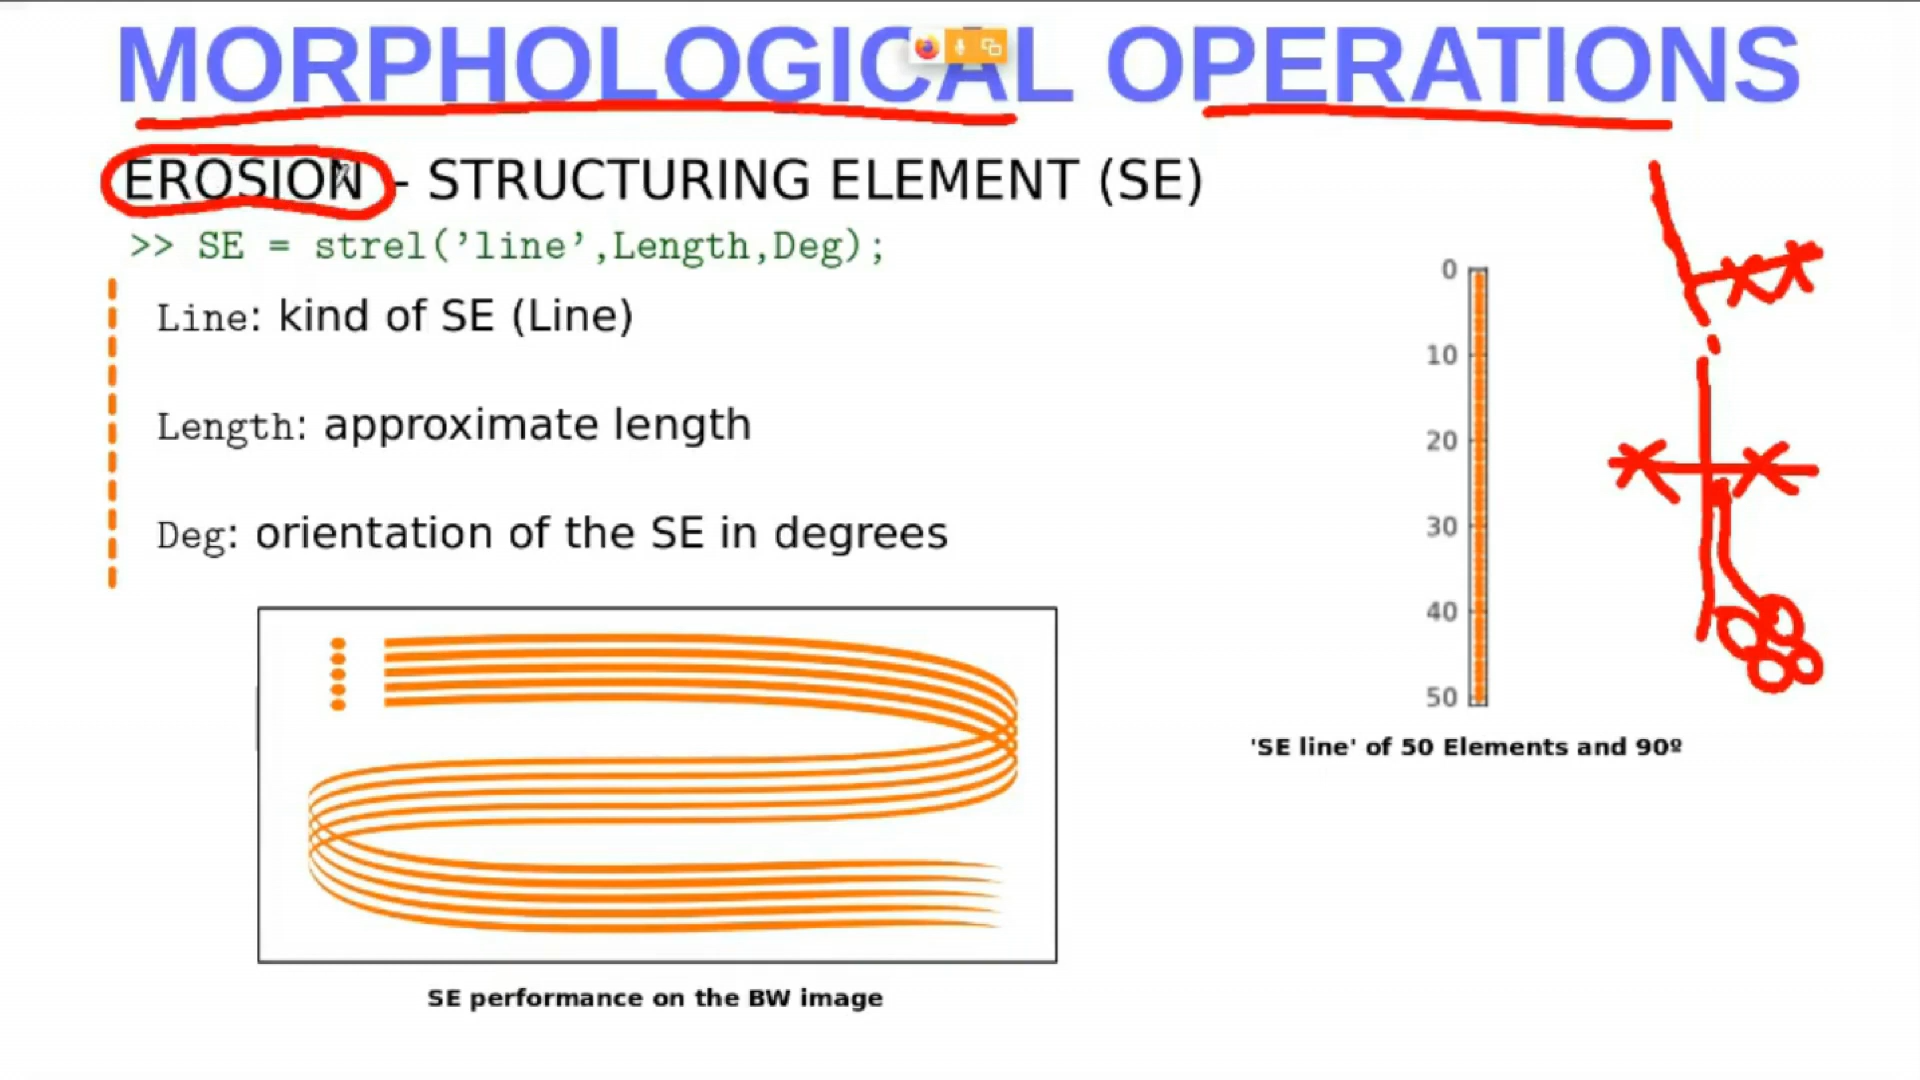 MORPHOLOGICAL OPERATIONS
EROSION - STRUCTURING ELEMENT (SE)
>> SE = strel('line',Length,Deg);
Line: kind of SE (Line)
Length: approximate length
Deg: orientation of the SE in degrees
0
10
20
30
40
50
'SE line' of 50 Elements and 90º
SE performance on the BW image